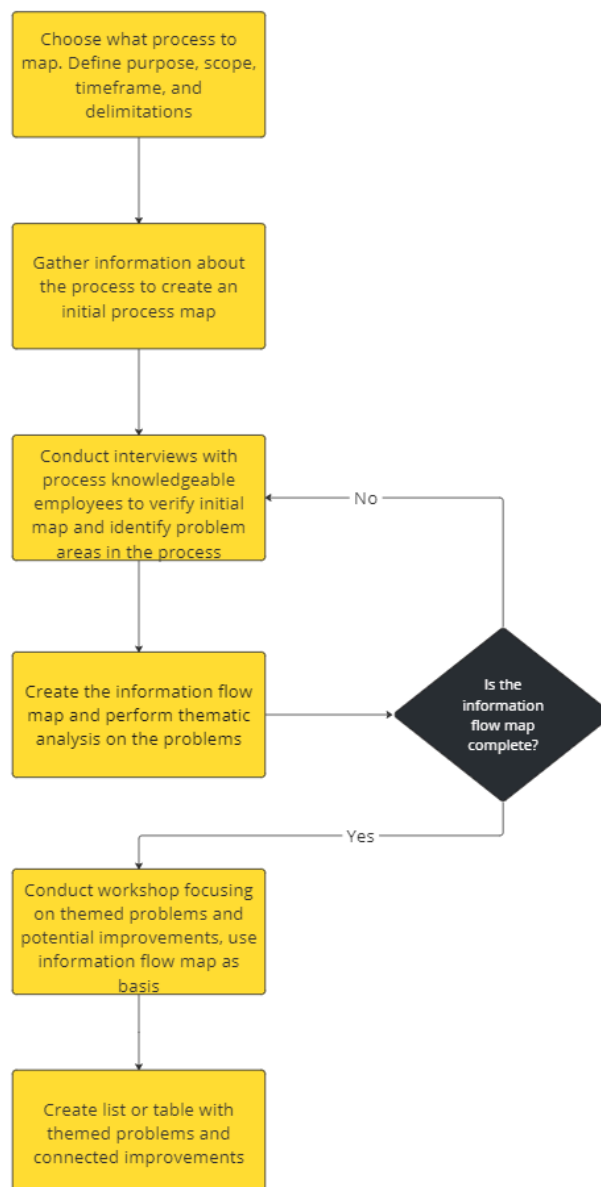 Choose what process to
map. Define purpose, scope,
timeframe, and
delimitations
Gather information about
the process to create an
initial process map
Conduct interviews with
process knowledgeable
employees to verify initial
map and identify problem
areas in the process
No
Create the information flow
map and perform thematic
analysis on the problems
Is the
information
flow map
complete?
Yes
Conduct workshop focusing
on themed problems and
potential improvements, use
information flow map as
basis
Create list or table with
themed problems and
connected improvements